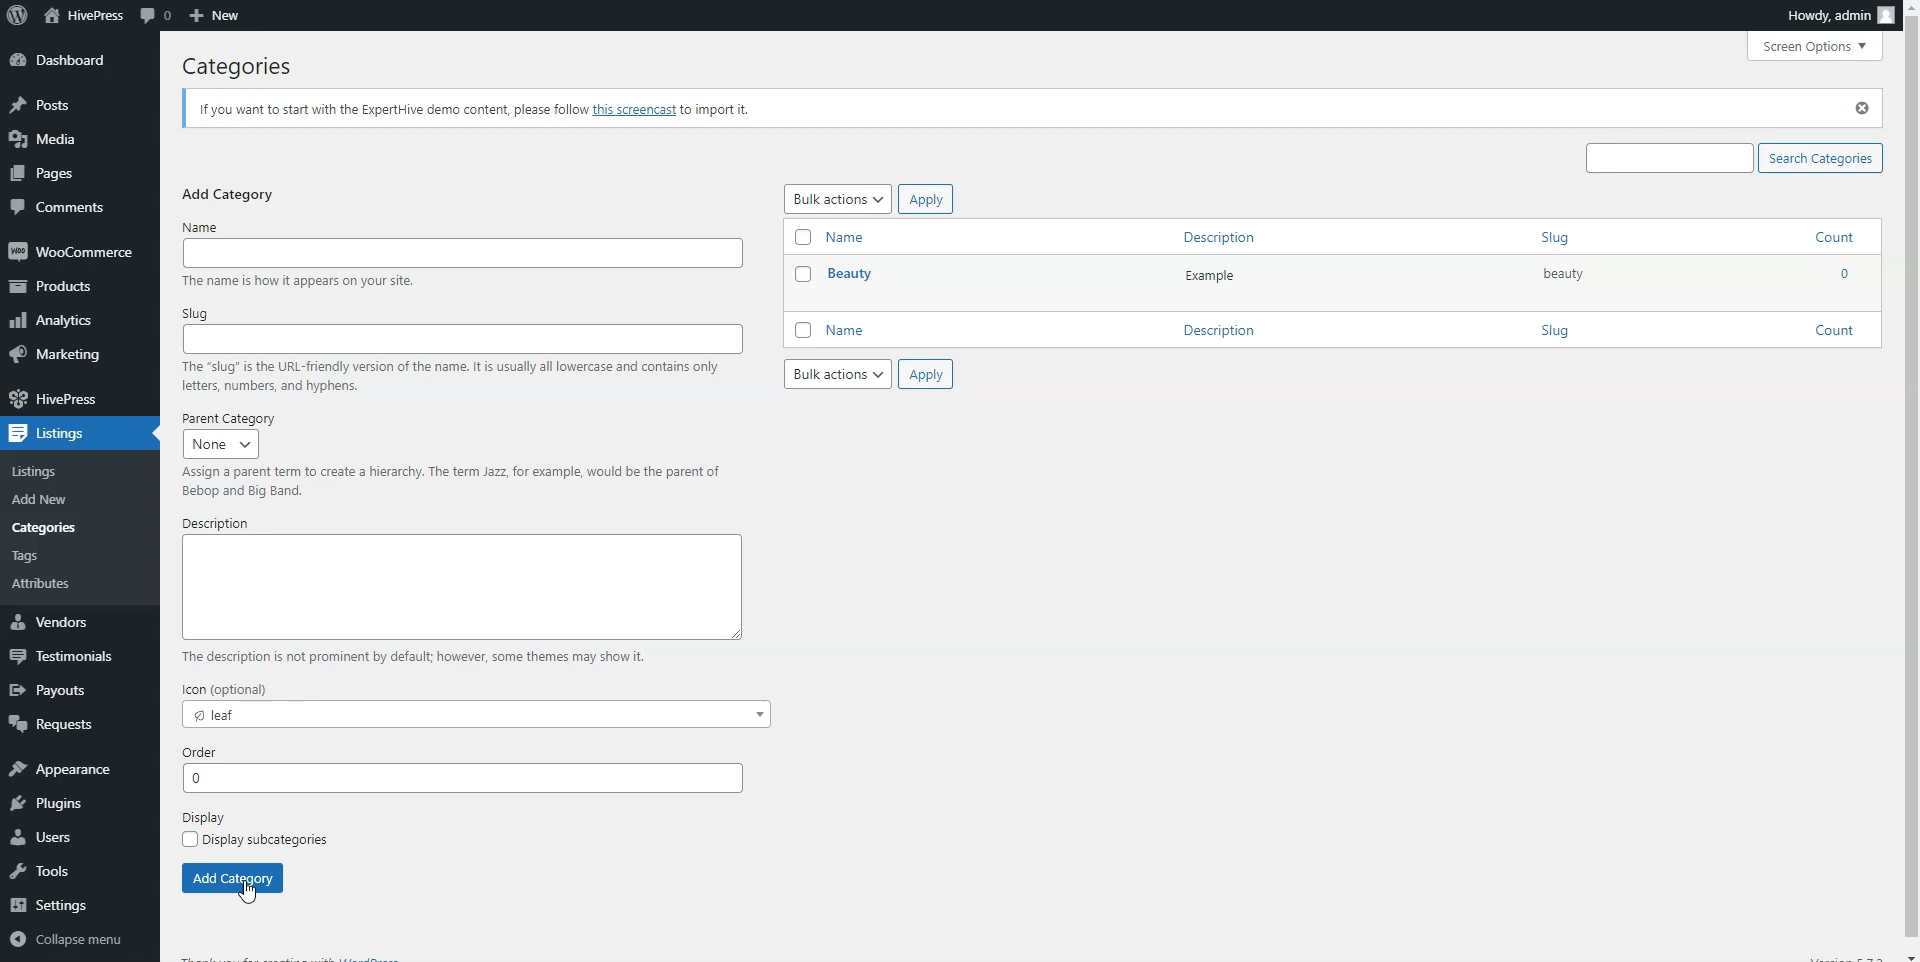 HivePress 0 New Howdy, admin
Screen Options
Dashboard
Posts
Media
Pages
Comments
WooCommerce
Products
Analytics
Marketing
HivePress
Listings
Listings
Add New
Categories
Tags
Attributes
Vendors
Testimonials
Payouts
Requests
Appearance
Plugins
Users
Tools
Settings
Collapse menu
Categories
If you want to start with the ExpertHive demo content, please follow this screencast to import it.
Search Categories
Add Category
Name
The name is how it appears on your site.
Slug
The "slug" is the URL-friendly version of the name. It is usually all lowercase and contains only
letters, numbers, and hyphens.
Parent Category
None
Assign a parent term to create a hierarchy. The term Jazz, for example, would be the parent of
Bebop and Big Band.
Description
The description is not prominent by default; however, some themes may show it.
Icon (optional)
leaf
Order
0
Display
Display subcategories
Add Category
Bulk actions Apply
Name Description Slug Count
Beauty Example beauty 0
Name Description Slug Count
Bulk actions Apply